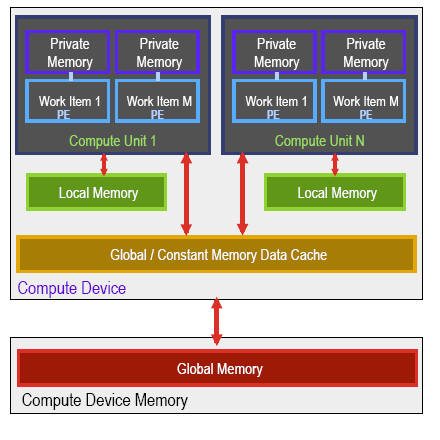 Private Memory
Private Memory
Private Memory
Private Memory
Work Item 1
PE
Work Item M
PE
Work Item 1
PE
Work Item M
PE
Compute Unit 1
Compute Unit N
Local Memory
Local Memory
Global / Constant Memory Data Cache
Compute Device
Global Memory
Compute Device Memory